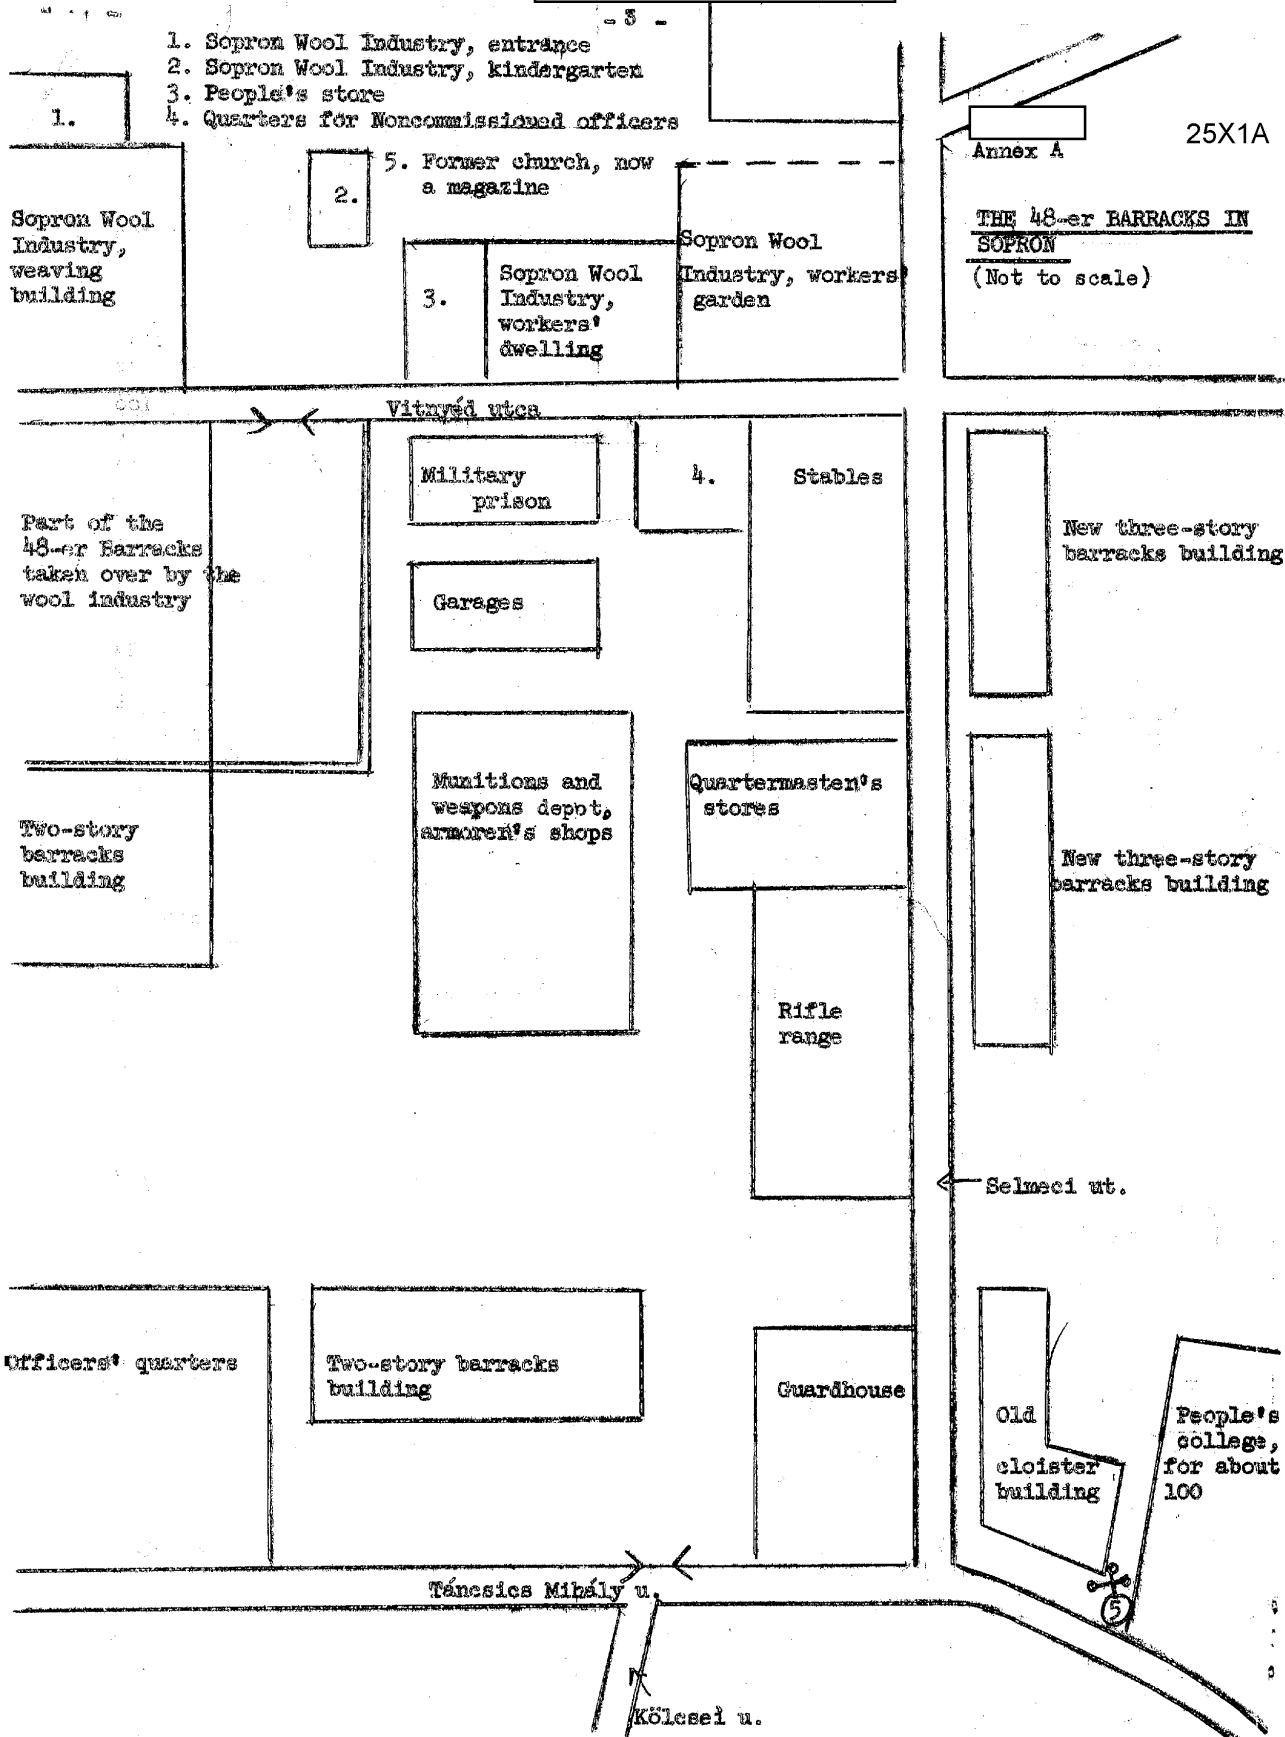 - 3 -
1. Sopron Wool Industry, entrance
2. Sopron Wool Industry, kindergarten
3. People's store
4. Quarters for Noncommissioned officers
5. Former church, now
a magazine
1.
2.
25X1A
Annex A
THE 48-er BARRACKS IN
SOPRON
(Not to scale)
Sopron Wool
Industry,
weaving
building
3.
Sopron Wool
Industry,
workers'
dwelling
Sopron Wool
Industry, workers'
garden
Vitnyéd utca
Military
prison
4.
Stables
Part of the
48-er Barracks
taken over by the
wool industry
New three-story
barracks building
Garages
Munitions and
weapons depot,
armorer's shops
Quartermaster's
stores
Two-story
barracks
building
New three-story
barracks building
Rifle
range
Selmeci ut.
Officers' quarters
Two-story barracks
building
Guardhouse
Old
cloister
building
People's
college,
for about
100
Táncsics Mihály u.
5
Kölcsei u.